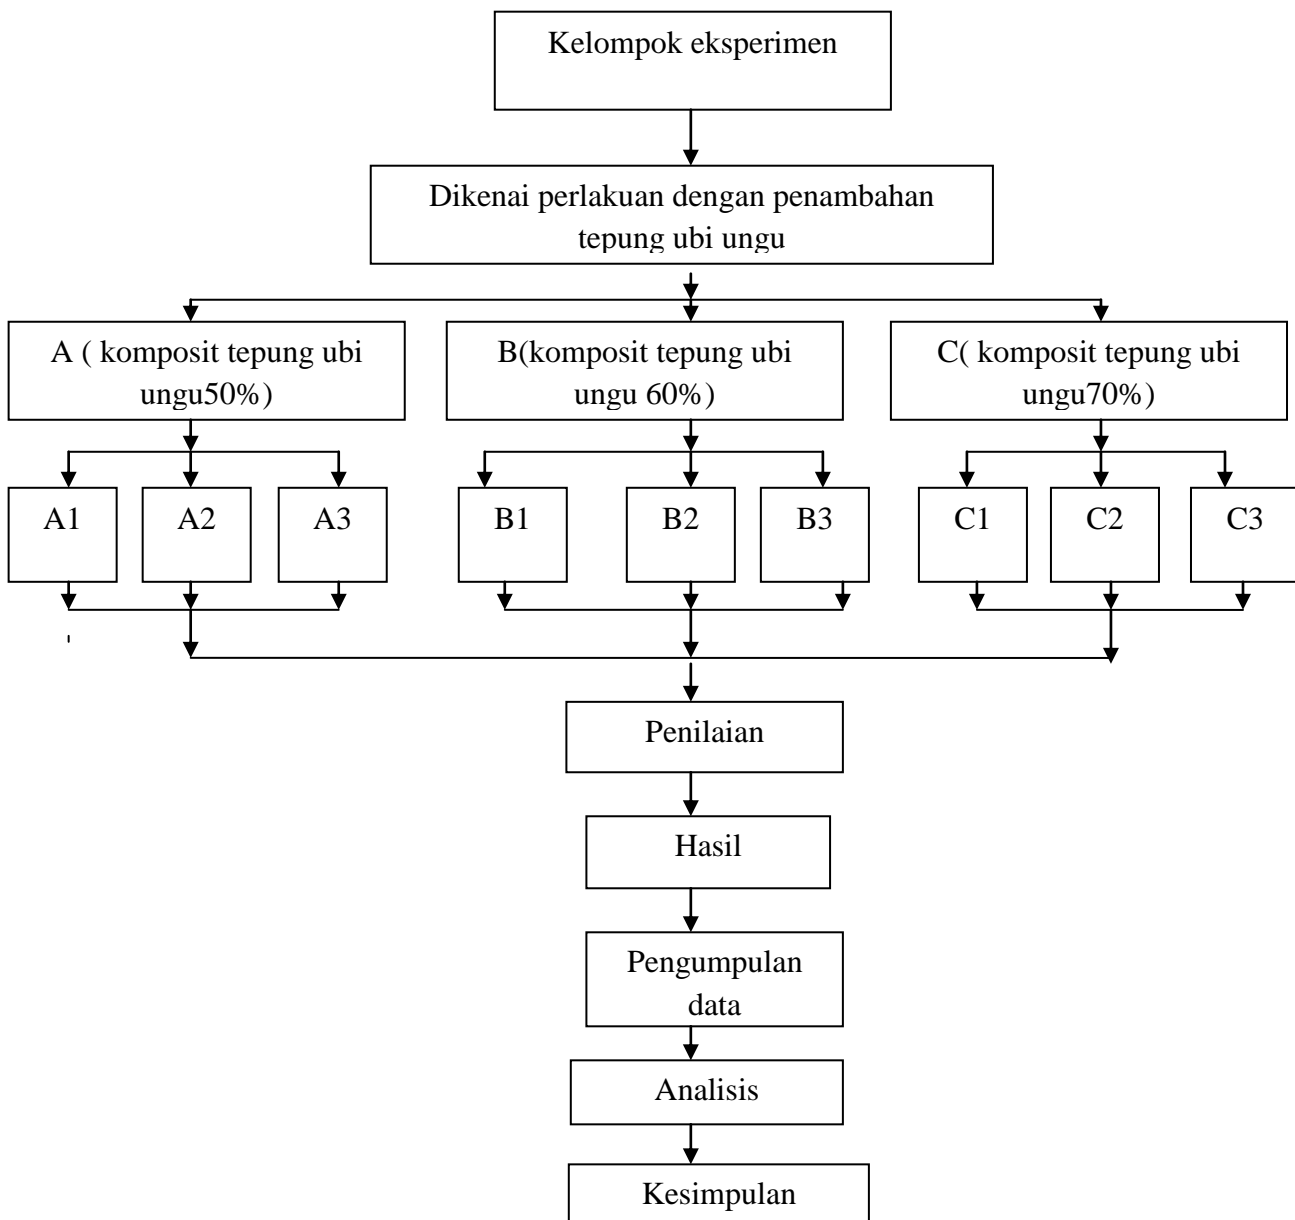 Kelompok eksperimen
Dikenai perlakuan dengan penambahan
tepung ubi ungu
A ( komposit tepung ubi
ungu50%)
B(komposit tepung ubi
ungu 60%)
C( komposit tepung ubi
ungu70%)
A1
A2
A3
B1
B2
B3
C1
C2
C3
Penilaian
Hasil
Pengumpulan
data
Analisis
Kesimpulan